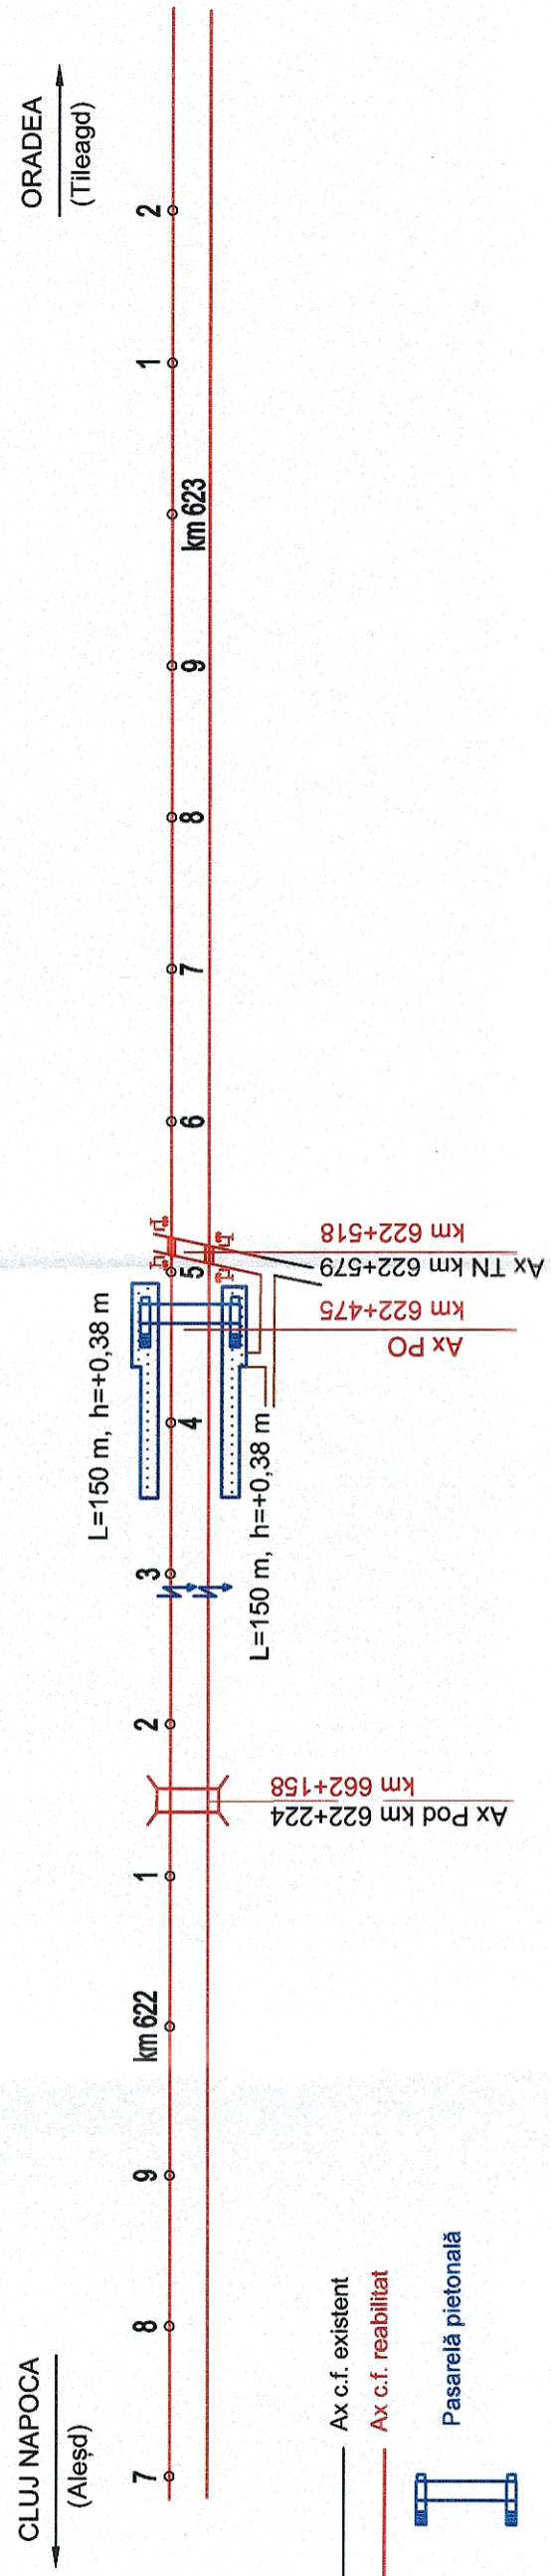 CLUJ NAPOCA
(Aleșd)
ORADEA
(Tileagd)
7
8
9
km 622
1
2
3
4
5
6
7
8
9
km 623
1
2
L=150 m, h=+0,38 m
L=150 m, h=+0,38 m
Ax Pod km 622+224
km 662+158
Ax PO
km 622+475
Ax TN km 622+579
km 622+518
Ax c.f. existent
Ax c.f. reabilitat
Pasarelă pietonală